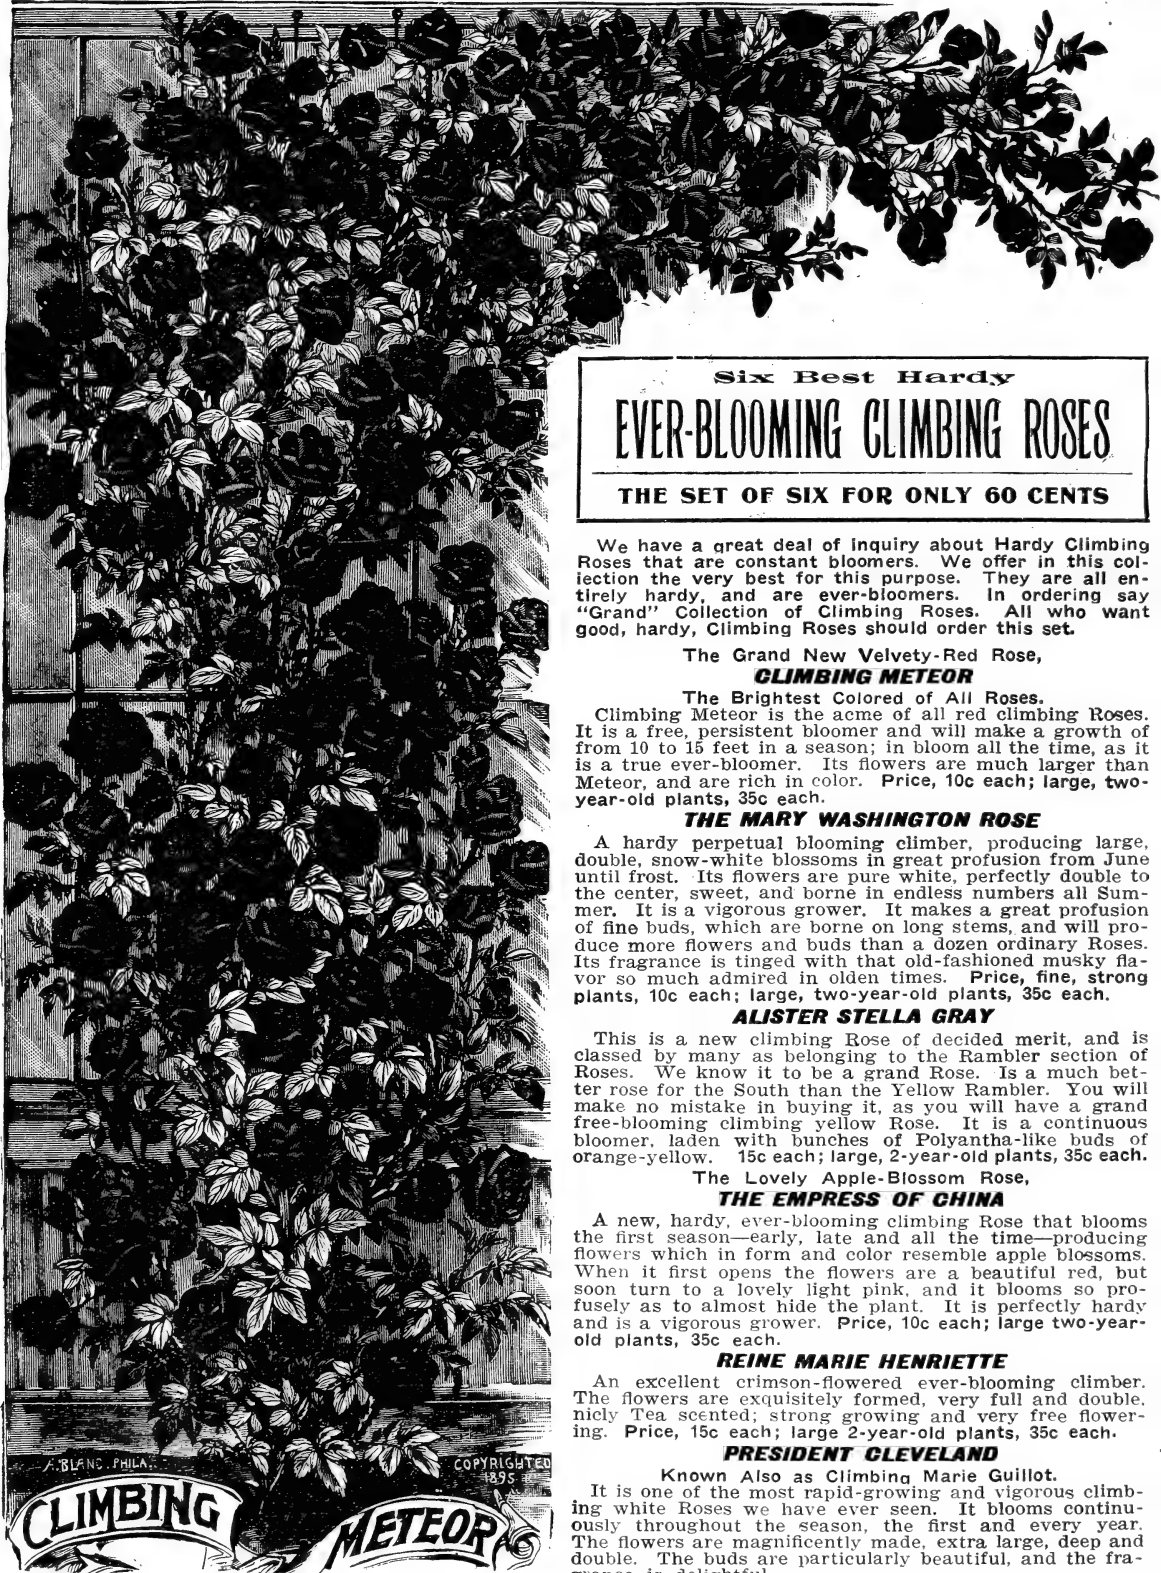 Six Best Hardy
EVER-BLOOMING CLIMBING ROSES
THE SET OF SIX FOR ONLY 60 CENTS
We have a great deal of inquiry about Hardy Climbing
Roses that are constant bloomers. We offer in this col-
lection the very best for this purpose. They are all en-
tirely hardy, and are ever-bloomers. In ordering say
"Grand" Collection of Climbing Roses. All who want
good, hardy, Climbing Roses should order this set.
The Grand New Velvety-Red Rose,
CLIMBING METEOR
The Brightest Colored of All Roses.
Climbing Meteor is the acme of all red climbing Roses.
It is a free, persistent bloomer and will make a growth of
from 10 to 15 feet in a season; in bloom all the time, as it
is a true ever-bloomer. Its flowers are much larger than
Meteor, and are rich in color. Price, 10c each; large, two-
year-old plants, 35c each.
THE MARY WASHINGTON ROSE
A hardy perpetual blooming climber, producing large,
double, snow-white blossoms in great profusion from June
until frost. Its flowers are pure white, perfectly double to
the center, sweet, and borne in endless numbers all Sum-
mer. It is a vigorous grower. It makes a great profusion
of fine buds, which are borne on long stems, and will pro-
duce more flowers and buds than a dozen ordinary Roses.
Its fragrance is tinged with that old-fashioned musky fla-
vor so much admired in olden times. Price, fine, strong
plants, 10c each; large, two-year-old plants, 35c each.
ALISTER STELLA GRAY
This is a new climbing Rose of decided merit, and is
classed by many as belonging to the Rambler section of
Roses. We know it to be a grand Rose. Is a much bet-
ter rose for the South than the Yellow Rambler. You will
make no mistake in buying it, as you will have a grand
free-blooming climbing yellow Rose. It is a continuous
bloomer, laden with bunches of Polyantha-like buds of
orange-yellow. 15c each; large, 2-year-old plants, 35c each.
The Lovely Apple-Blossom Rose,
THE EMPRESS OF CHINA
A new, hardy, ever-blooming climbing Rose that blooms
the first season—early, late and all the time—producing
flowers which in form and color resemble apple blossoms.
When it first opens the flowers are a beautiful red, but
soon turn to a lovely light pink, and it blooms so pro-
fusely as to almost hide the plant. It is perfectly hardy
and is a vigorous grower. Price, 10c each; large two-year-
old plants, 35c each.
REINE MARIE HENRIETTE
An excellent crimson-flowered ever-blooming climber.
The flowers are exquisitely formed, very full and double,
nicly Tea scented; strong growing and very free flower-
ing. Price, 15c each; large 2-year-old plants, 35c each.
PRESIDENT CLEVELAND
Known Also as Climbing Marie Guillot.
It is one of the most rapid-growing and vigorous climb-
ing white Roses we have ever seen. It blooms continu-
ously throughout the season, the first and every year.
The flowers are magnificently made, extra large, deep and
double. The buds are particularly beautiful, and the fra-
A. BLANC. PHILA.
COPYRIGHTED
1895
CLIMBING
METEOR